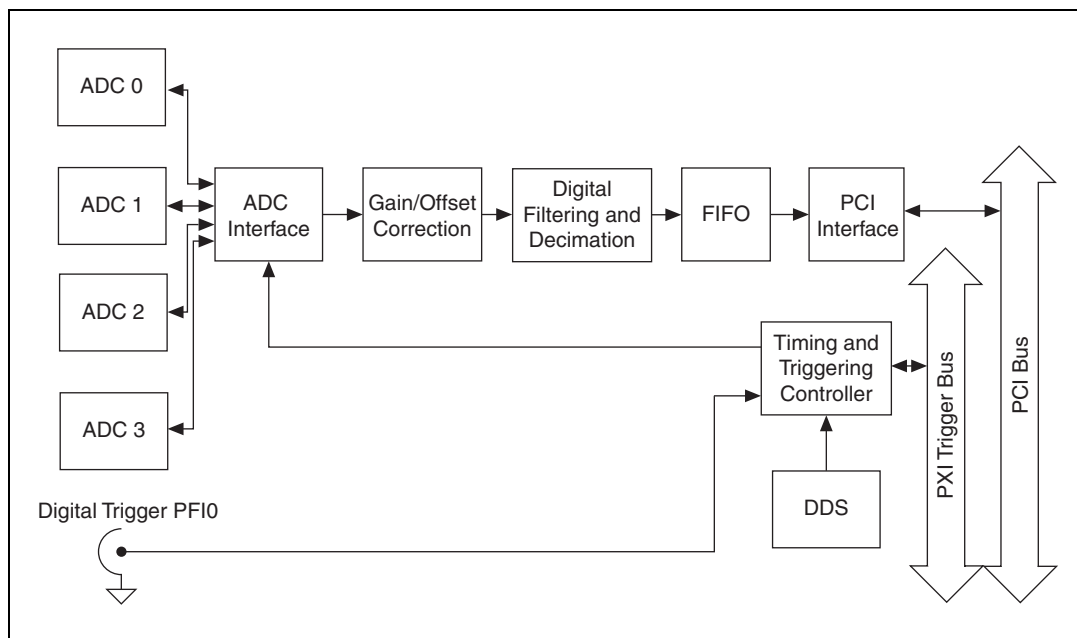 ADC 0
ADC 1
ADC 2
ADC 3
ADC
Interface
Gain/Offset
Correction
Digital
Filtering and
Decimation
FIFO
PCI
Interface
Timing and
Triggering
Controller
DDS
PXI Trigger Bus
PCI Bus
Digital Trigger PFI0